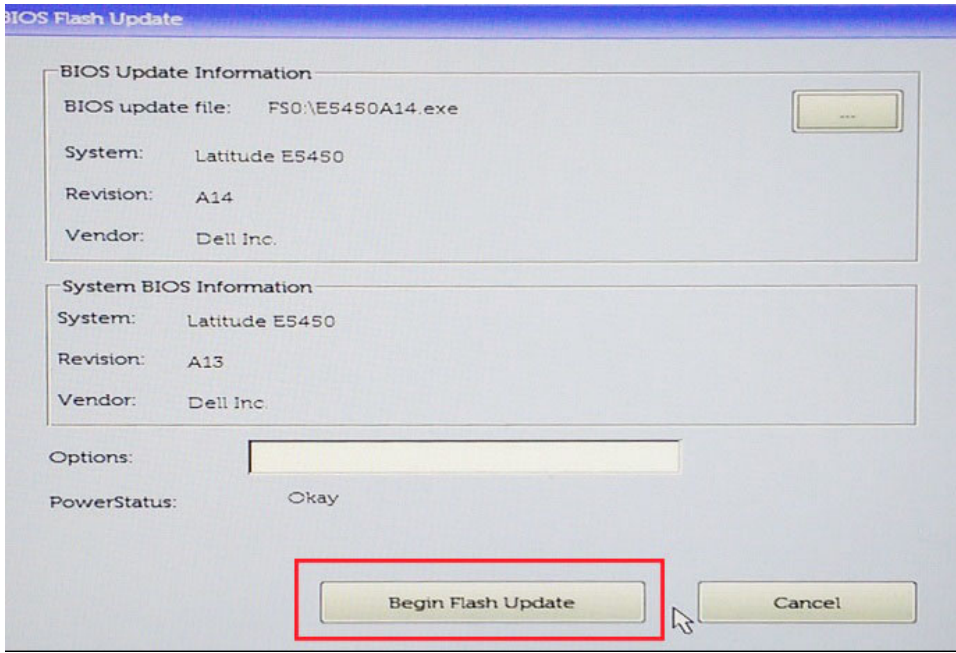 BIOS Flash Update
BIOS Update Information
BIOS update file: FS0:\E5450A14.exe
...
System: Latitude E5450
Revision: A14
Vendor: Dell Inc.
System BIOS Information
System: Latitude E5450
Revision: A13
Vendor: Dell Inc.
Options:
PowerStatus: Okay
Begin Flash Update
Cancel